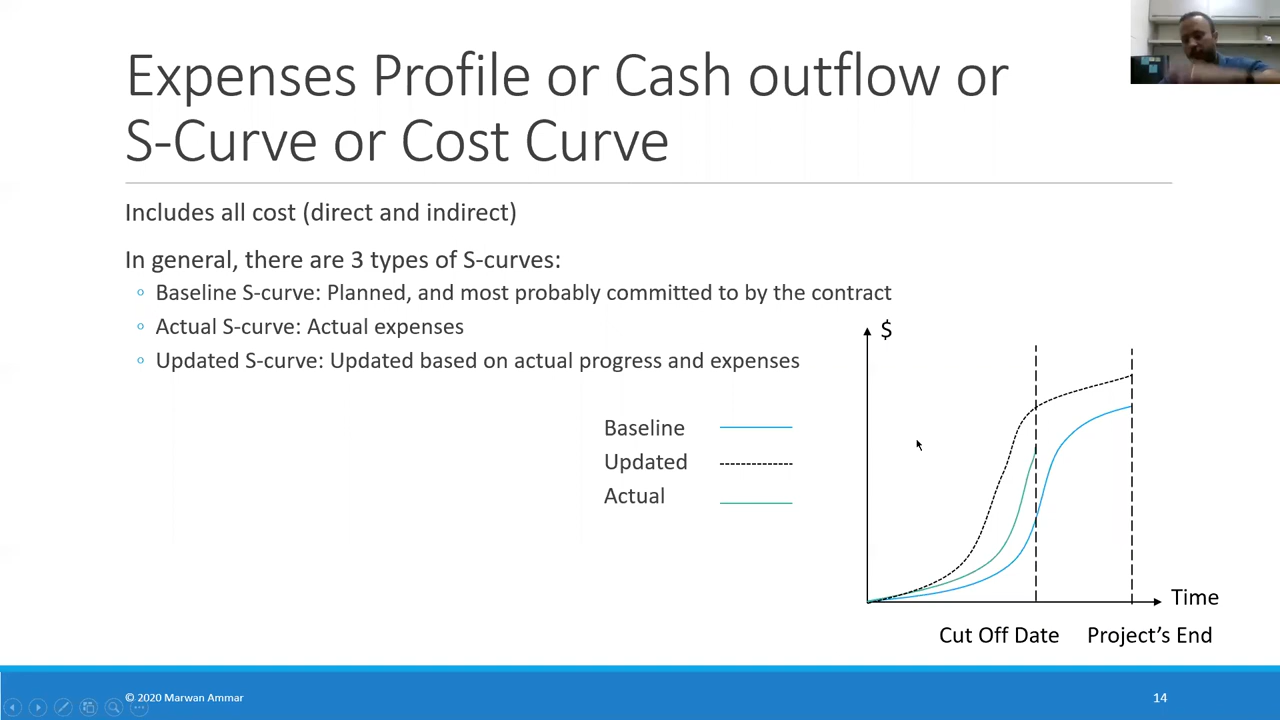 Expenses Profile or Cash outflow or
S-Curve or Cost Curve
Includes all cost (direct and indirect)
In general, there are 3 types of S-curves:
Baseline S-curve: Planned, and most probably committed to by the contract
Actual S-curve: Actual expenses
Updated S-curve: Updated based on actual progress and expenses
$
Baseline
Updated
Actual
Time
Cut Off Date
Project’s End
© 2020 Marwan Ammar
14